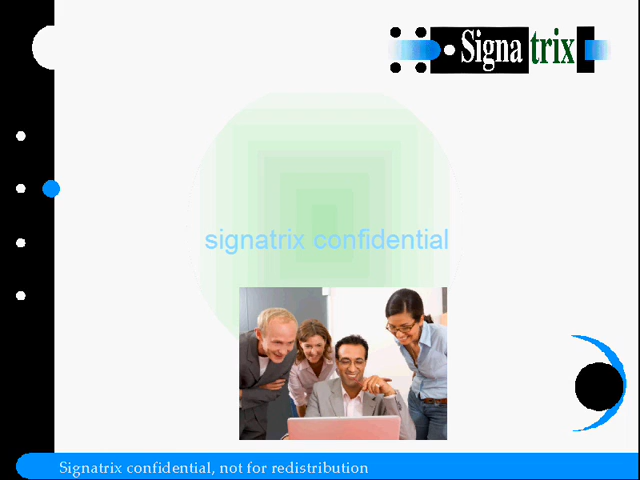 Signatrix
signatrix confidential
Signatrix confidential, not for redistribution